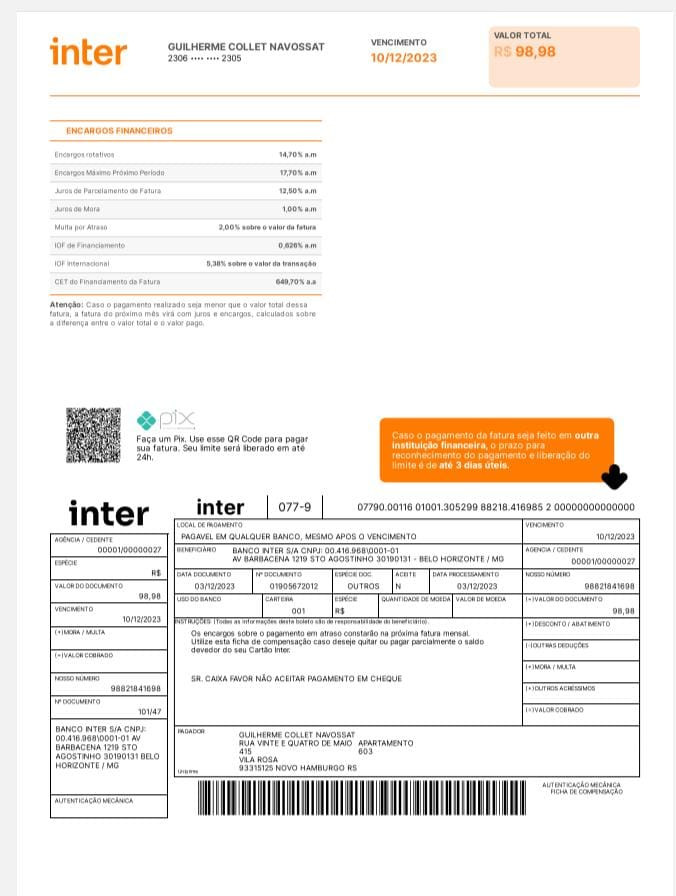 inter
GUILHERME COLLET NAVOSSAT
2306 •••• •••• 2305
VENCIMENTO
10/12/2023
VALOR TOTAL
R$ 98,98
ENCARGOS FINANCEIROS
Encargos rotativos 14,70% a.m
Encargos Máximo Próximo Período 17,70% a.m
Juros de Parcelamento de Fatura 12,50% a.m
Juros de Mora 1,00% a.m
Multa por Atraso 2,00% sobre o valor da fatura
IOF de Financiamento 0,626% a.m
IOF Internacional 5,38% sobre o valor da transação
CET do Financiamento da Fatura 649,70% a.a
Atenção: Caso o pagamento realizado seja menor que o valor total dessa
fatura, a fatura do próximo mês virá com juros e encargos, calculados sobre
a diferença entre o valor total e o valor pago.
pix
Faça um Pix. Use esse QR Code para pagar
sua fatura. Seu limite será liberado em até
24h.
Caso o pagamento da fatura seja feito em outra
instituição financeira, o prazo para
reconhecimento do pagamento e liberação do
limite é de até 3 dias úteis.
inter
AGÊNCIA / CEDENTE
00001/00000027
ESPÉCIE
R$
VALOR DO DOCUMENTO
98,98
VENCIMENTO
10/12/2023
(+)MORA / MULTA
(=)VALOR COBRADO
NOSSO NÚMERO
98821841698
Nº DOCUMENTO
101/47
BANCO INTER S/A CNPJ:
00.416.968\0001-01 AV
BARBACENA 1219 STO
AGOSTINHO 30190131 BELO
HORIZONTE / MG
AUTENTICAÇÃO MECÂNICA
inter 077-9 07790.00116 01001.305299 88218.416985 2 00000000000000
LOCAL DE PAGAMENTO
PAGAVEL EM QUALQUER BANCO, MESMO APOS O VENCIMENTO
VENCIMENTO
10/12/2023
BENEFICIÁRIO BANCO INTER S/A CNPJ: 00.416.968\0001-01
AV BARBACENA 1219 STO AGOSTINHO 30190131 - BELO HORIZONTE / MG
AGENCIA / CEDENTE
00001/00000027
DATA DOCUMENTO Nº DOCUMENTO ESPÉCIE DOC. ACEITE DATA PROCESSAMENTO NOSSO NÚMERO
03/12/2023 01905672012 OUTROS N 03/12/2023 98821841698
USO DO BANCO CARTEIRA ESPÉCIE QUANTIDADE DE MOEDA VALOR DE MOEDA (=)VALOR DO DOCUMENTO
001 R$ 98,98
INSTRUÇÕES (Todas as informações deste boleto são de responsabilidade do beneficiário).
Os encargos sobre o pagamento em atraso constarão na próxima fatura mensal.
Utilize esta ficha de compensação caso deseje quitar ou pagar parcialmente o saldo
devedor do seu Cartão Inter.
SR. CAIXA FAVOR NÃO ACEITAR PAGAMENTO EM CHEQUE
(-)DESCONTO / ABATIMENTO
(-)OUTRAS DEDUÇÕES
(+)MORA / MULTA
(+)OUTROS ACRÉSSIMOS
(=)VALOR COBRADO
PAGADOR
GUILHERME COLLET NAVOSSAT
RUA VINTE E QUATRO DE MAIO APARTAMENTO
415 603
VILA ROSA
93315125 NOVO HAMBURGO RS
AUTENTICAÇÃO MECÂNICA
FICHA DE COMPENSAÇÃO